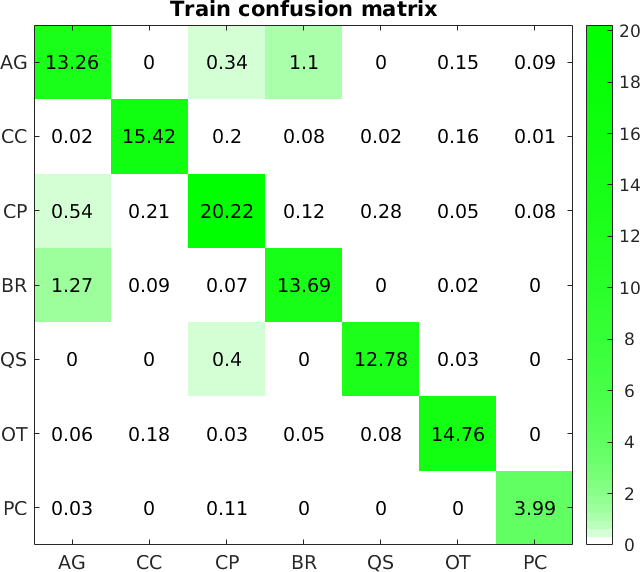 Train confusion matrix
AG 13.26 0 0.34 1.1 0 0.15 0.09
CC 0.02 15.42 0.2 0.08 0.02 0.16 0.01
CP 0.54 0.21 20.22 0.12 0.28 0.05 0.08
BR 1.27 0.09 0.07 13.69 0 0.02 0
QS 0 0 0.4 0 12.78 0.03 0
OT 0.06 0.18 0.03 0.05 0.08 14.76 0
PC 0.03 0 0.11 0 0 0 3.99
AG CC CP BR QS OT PC
20
18
16
14
12
10
8
6
4
2
0